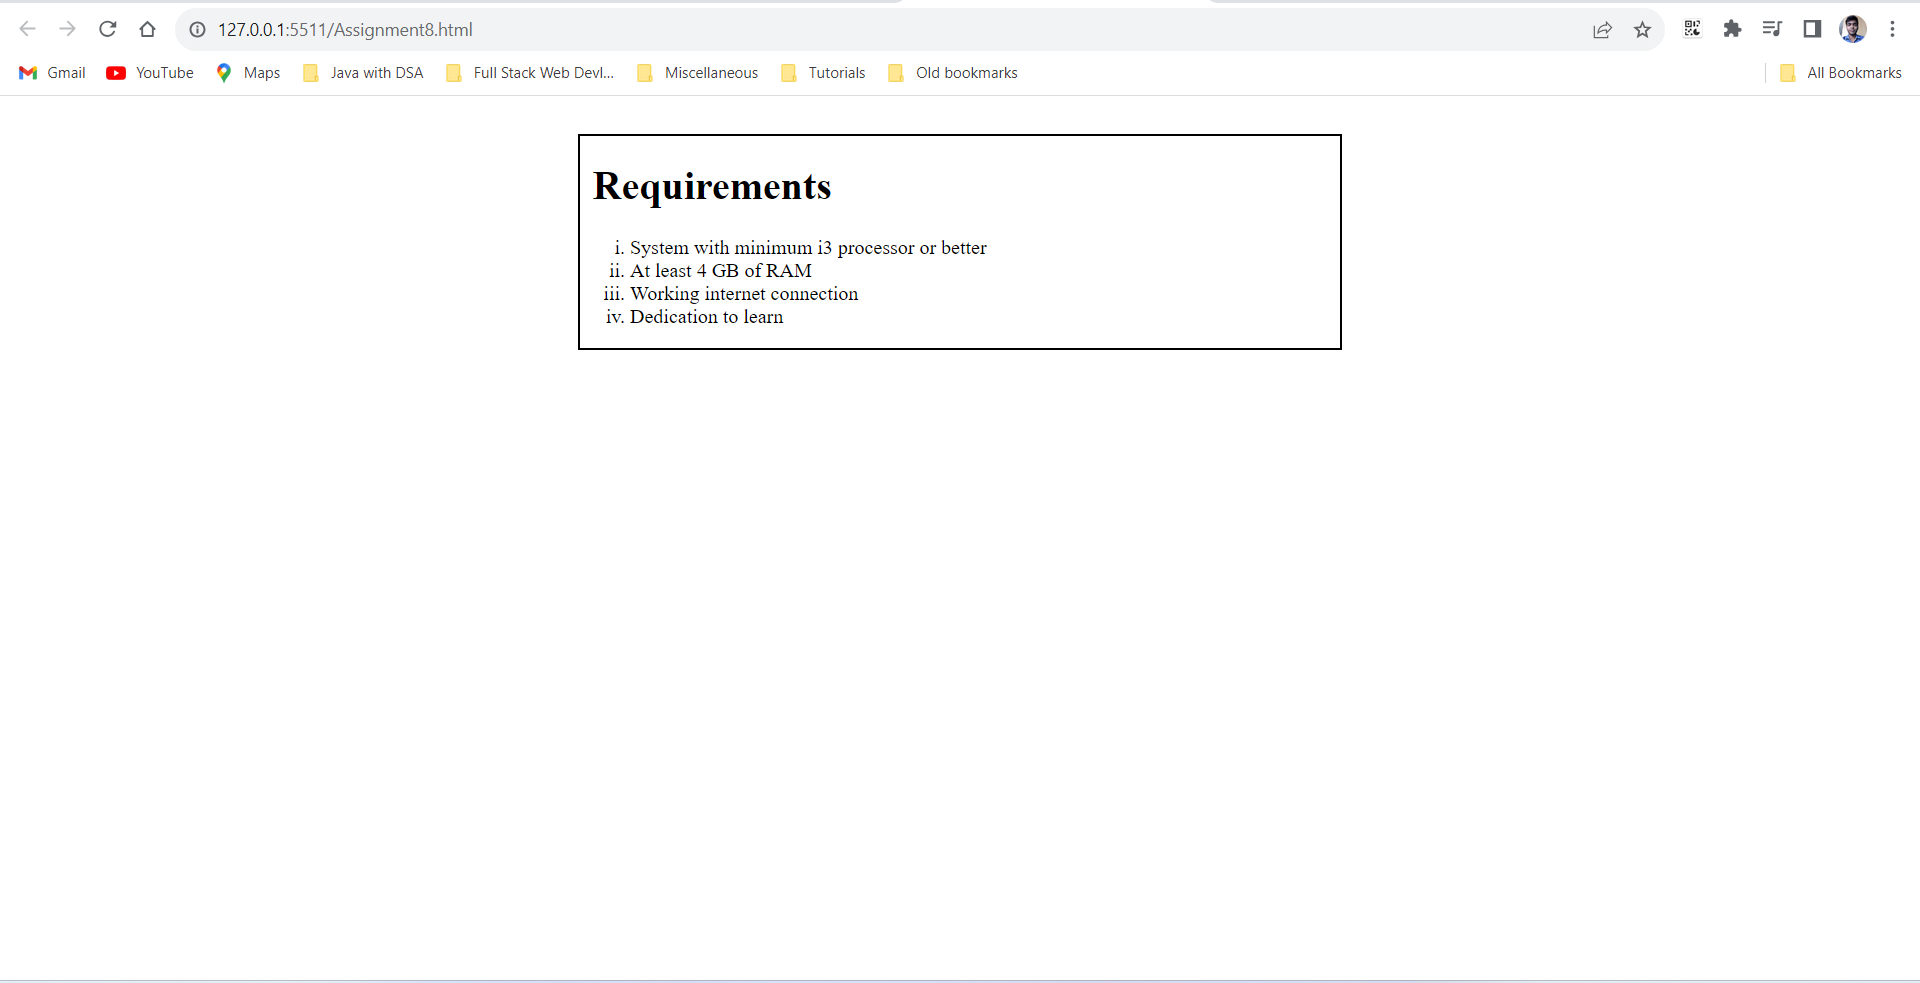 127.0.0.1:5511/Assignment8.html
Gmail YouTube Maps Java with DSA Full Stack Web Devl... Miscellaneous Tutorials Old bookmarks All Bookmarks
Requirements
i. System with minimum i3 processor or better
ii. At least 4 GB of RAM
iii. Working internet connection
iv. Dedication to learn